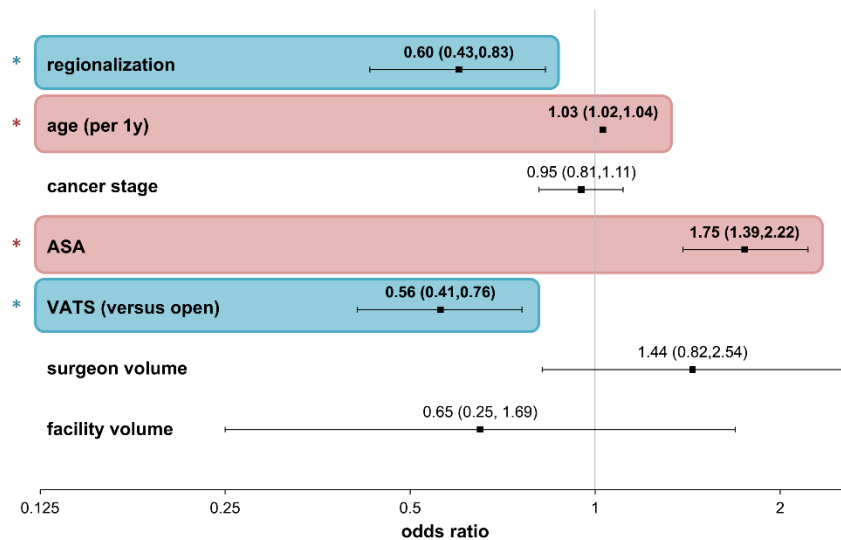 0.60 (0.43,0.83)
* regionalization
1.03 (1.02,1.04)
* age (per 1y)
0.95 (0.81,1.11)
cancer stage
1.75 (1.39,2.22)
* ASA
0.56 (0.41,0.76)
* VATS (versus open)
1.44 (0.82,2.54)
surgeon volume
0.65 (0.25, 1.69)
facility volume
0.125 0.25 0.5 1 2
odds ratio